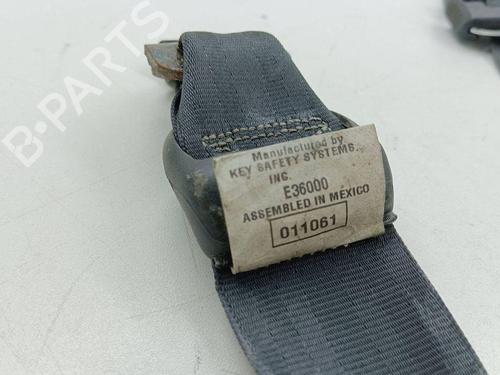 B-PARTS
Manufactured by
KEY SAFETY SYSTEMS,
INC.
E36000
ASSEMBLED IN MEXICO
011061